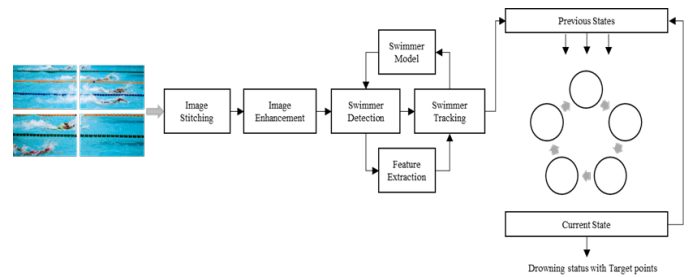 Previous States
Swimmer
Model
Image
Stitching
Image
Enhancement
Swimmer
Detection
Swimmer
Tracking
Feature
Extraction
Current State
Drowning status with Target points